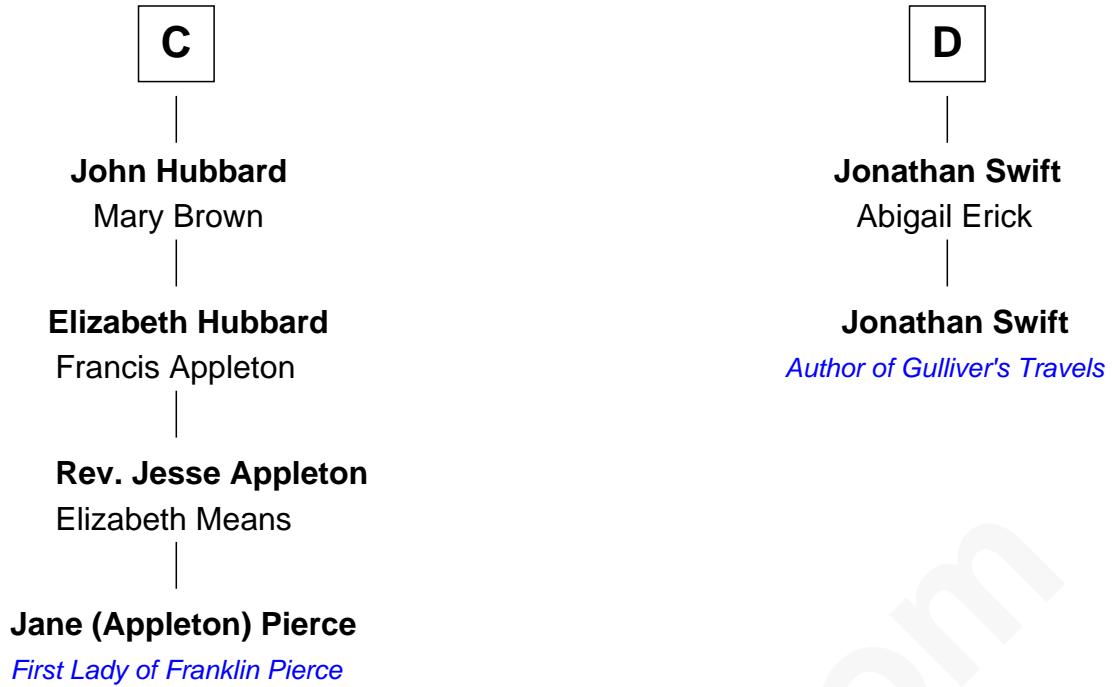 C
John Hubbard
Mary Brown
Elizabeth Hubbard
Francis Appleton
Rev. Jesse Appleton
Elizabeth Means
Jane (Appleton) Pierce
First Lady of Franklin Pierce
D
Jonathan Swift
Abigail Erick
Jonathan Swift
Author of Gulliver's Travels
om